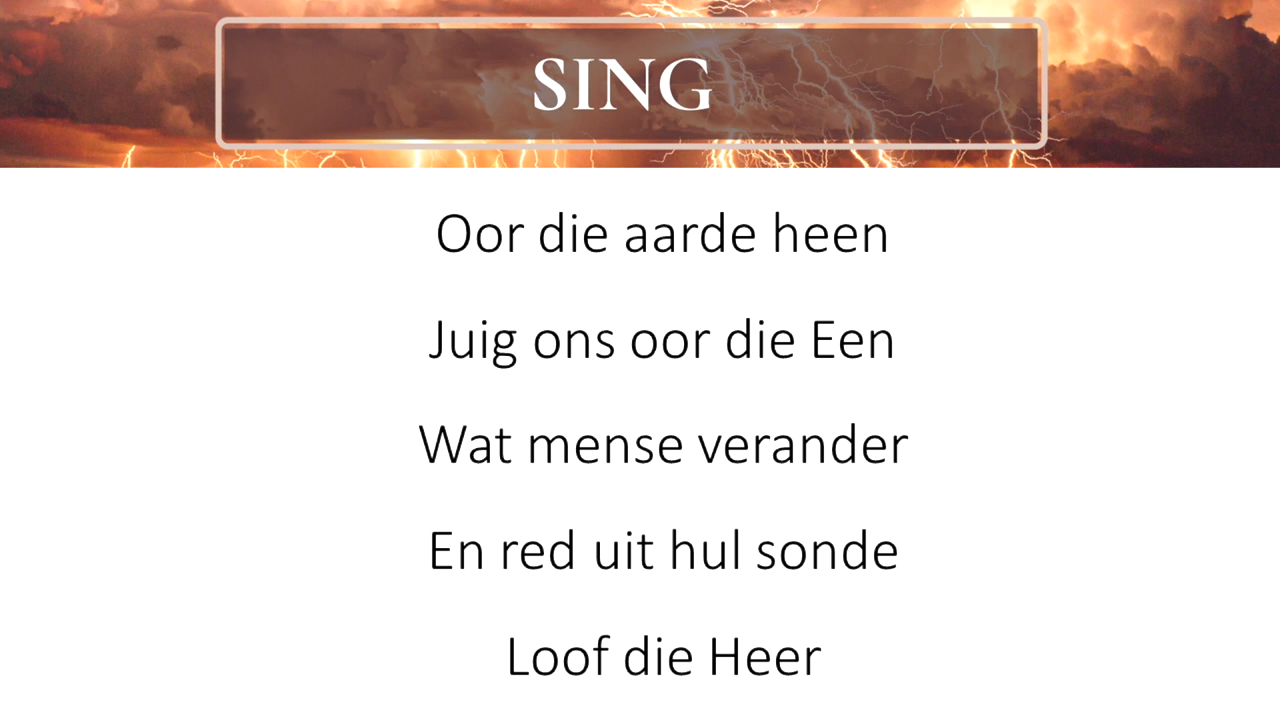 SING
Oor die aarde heen
Juig ons oor die Een
Wat mense verander
En red uit hul sonde
Loof die Heer